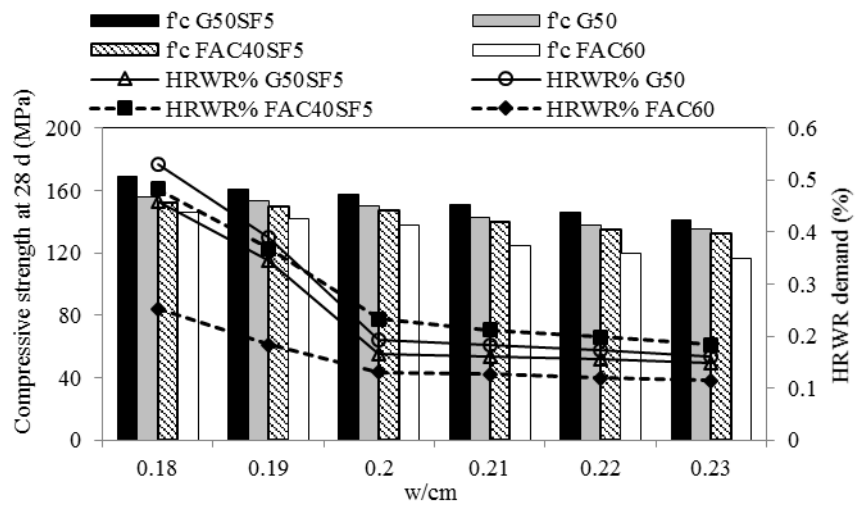 f'c G50SF5 f'c G50
f'c FAC40SF5 f'c FAC60
HRWR% G50SF5 HRWR% G50
HRWR% FAC40SF5 HRWR% FAC60
Compressive strength at 28 d (MPa)
200
160
120
80
40
0
0.6
0.5
0.4
0.3
0.2
0.1
0
HRWR demand (%)
0.18 0.19 0.2 0.21 0.22 0.23
w/cm